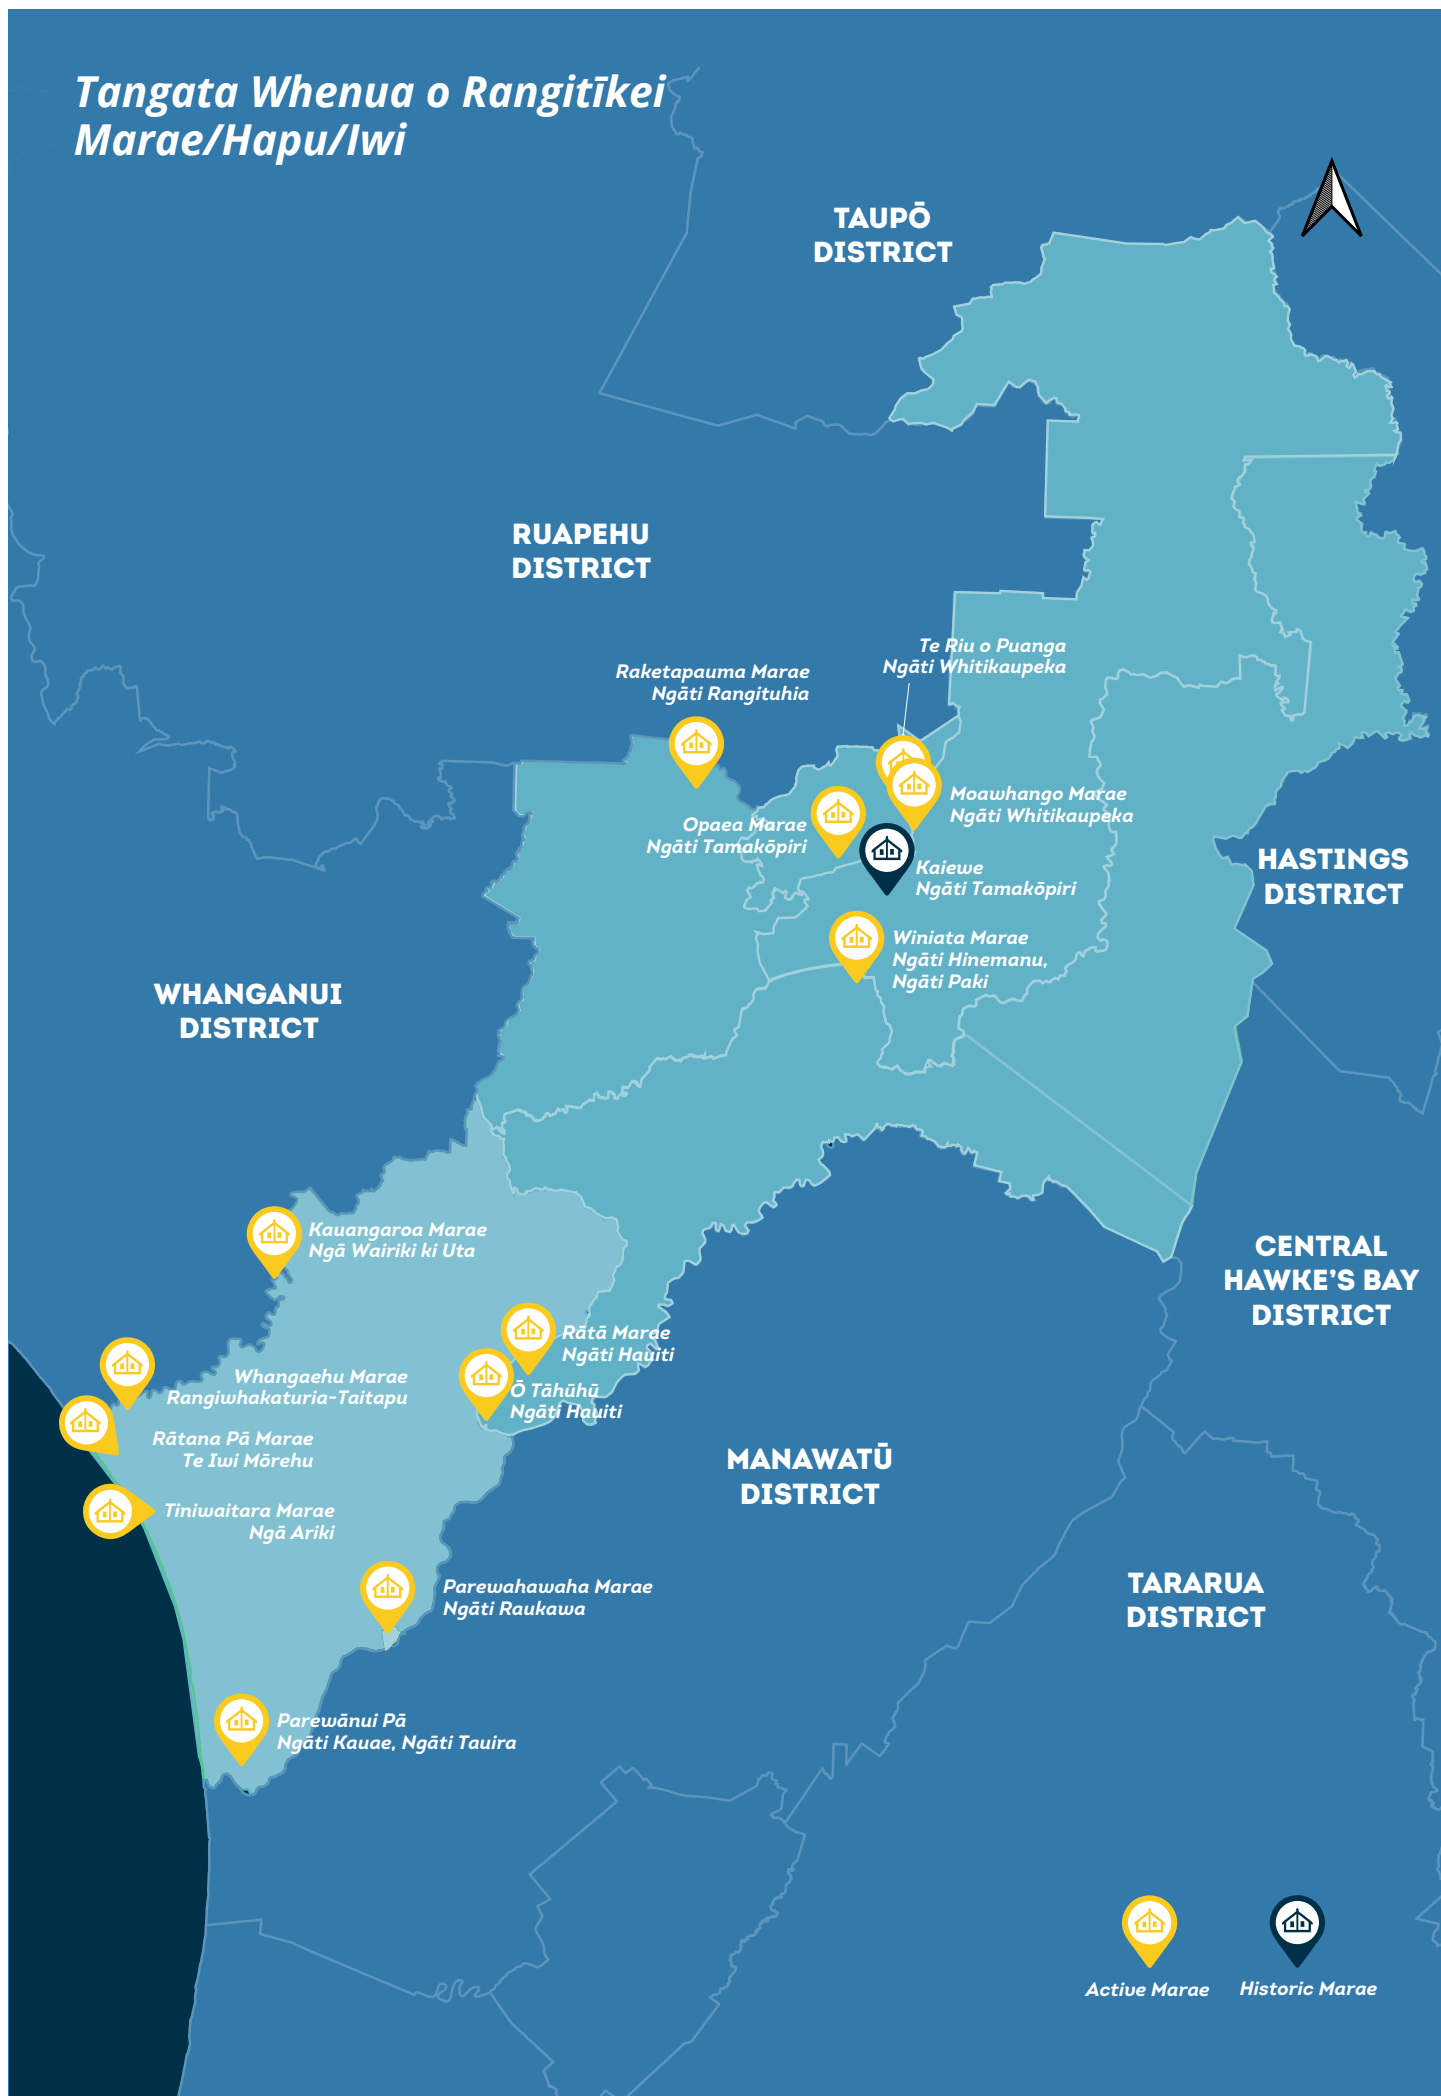 Tangata Whenua o Rangitīkei
Marae/Hapu/Iwi
TAUPŌ
DISTRICT
RUAPEHU
DISTRICT
Te Riu o Puanga
Ngāti Whitikaupeka
Raketapauma Marae
Ngāti Rangituhia
Moawhango Marae
Ngāti Whitikaupeka
Opaea Marae
Ngāti Tamakōpiri
HASTINGS
DISTRICT
Kaiewe
Ngāti Tamakōpiri
Winiata Marae
Ngāti Hinemanu,
Ngāti Paki
WHANGANUI
DISTRICT
Kauangaroa Marae
Ngā Wairiki ki Uta
CENTRAL
HAWKE'S BAY
DISTRICT
Rātā Marae
Ngāti Hauiti
Whangaehu Marae
Rangiwhakaturia-Taitapu
Ō Tāhūhū
Ngāti Hauiti
Rātana Pā Marae
Te Iwi Mōrehu
MANAWATŪ
DISTRICT
Tiniwaitara Marae
Ngā Ariki
Parewahawaha Marae
Ngāti Raukawa
TARARUA
DISTRICT
Parewānui Pā
Ngāti Kauae, Ngāti Tauira
Active Marae
Historic Marae